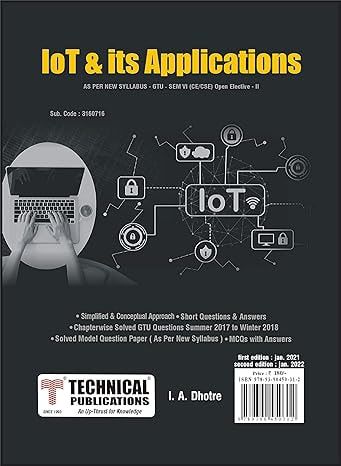 IoT & its Applications
AS PER NEW SYLLABUS - GTU - SEM VI (CE/CSE) Open Elective - II
Sub. Code : 3160716
IoT
• Simplified & Conceptual Approach • Short Questions & Answers
• Chapterwise Solved GTU Questions Summer 2017 to Winter 2018
• Solved Model Question Paper ( As Per New Syllabus ) • MCQs with Answers
first edition : jan. 2021
second edition : jan. 2022
TECHNICAL
PUBLICATIONS
SINCE 1993
An Up-Thrust for Knowledge
I. A. Dhotre